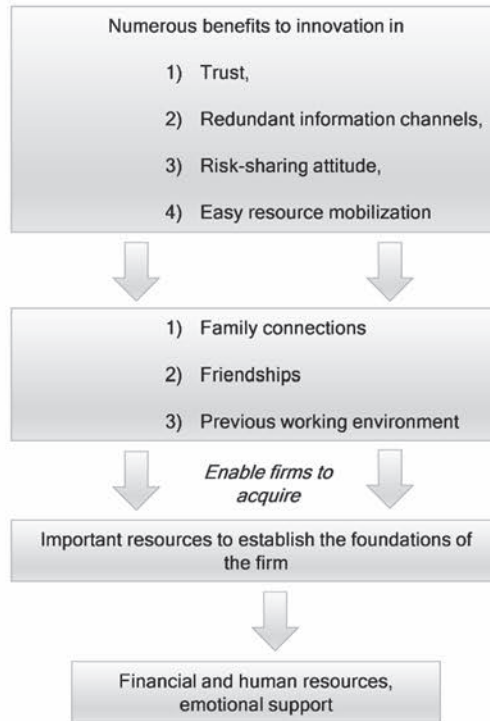 Numerous benefits to innovation in
1) Trust,
2) Redundant information channels,
3) Risk-sharing attitude,
4) Easy resource mobilization
1) Family connections
2) Friendships
3) Previous working environment
Enable firms to
acquire
Important resources to establish the foundations of
the firm
Financial and human resources,
emotional support